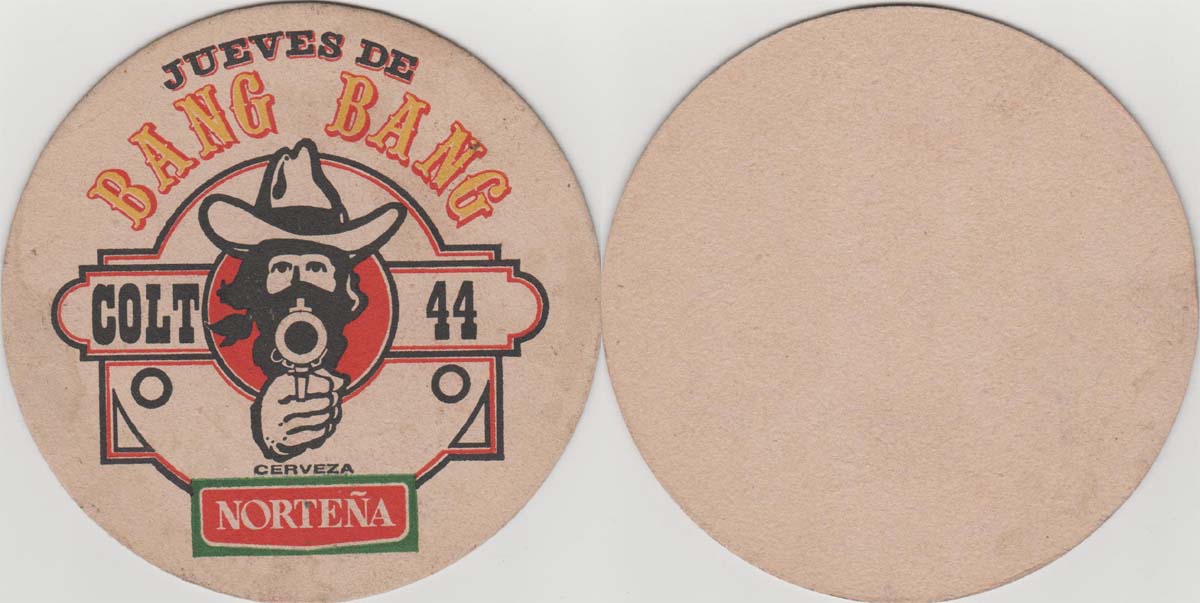 JUEVES DE
BANG BANG
COLT 44
CERVEZA
NORTEÑA